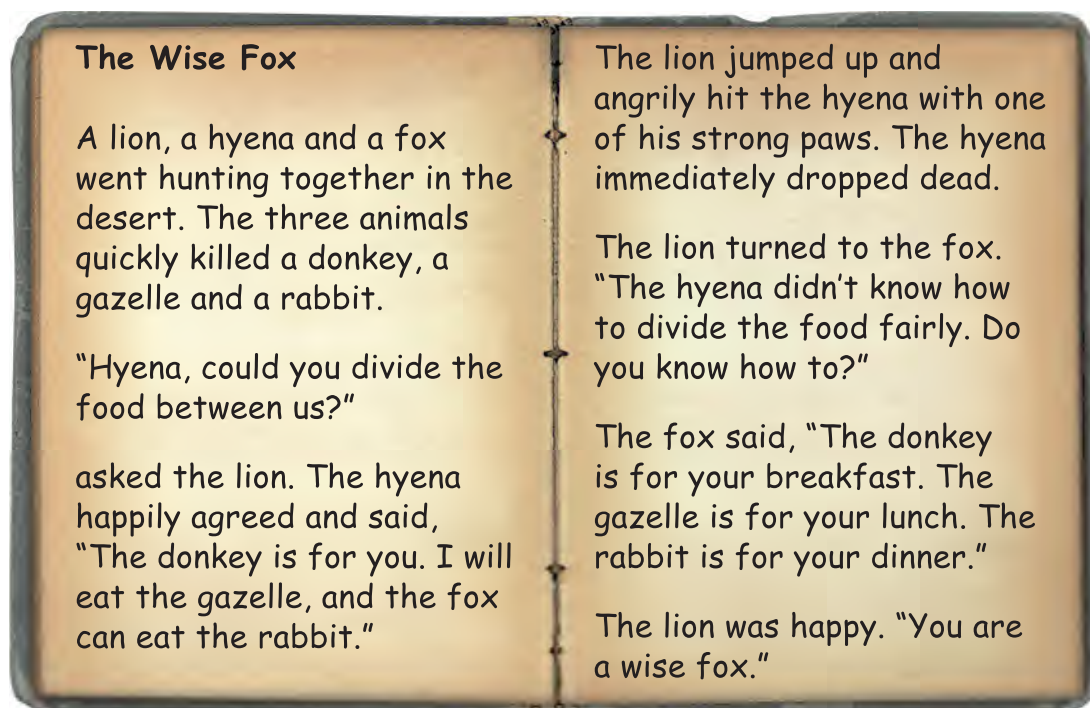 The Wise Fox
A lion, a hyena and a fox
went hunting together in the
desert. The three animals
quickly killed a donkey, a
gazelle and a rabbit.
“Hyena, could you divide the
food between us?”
asked the lion. The hyena
happily agreed and said,
“The donkey is for you. I will
eat the gazelle, and the fox
can eat the rabbit.”
The lion jumped up and
angrily hit the hyena with one
of his strong paws. The hyena
immediately dropped dead.
The lion turned to the fox.
“The hyena didn’t know how
to divide the food fairly. Do
you know how to?”
The fox said, “The donkey
is for your breakfast. The
gazelle is for your lunch. The
rabbit is for your dinner.”
The lion was happy. “You are
a wise fox.”